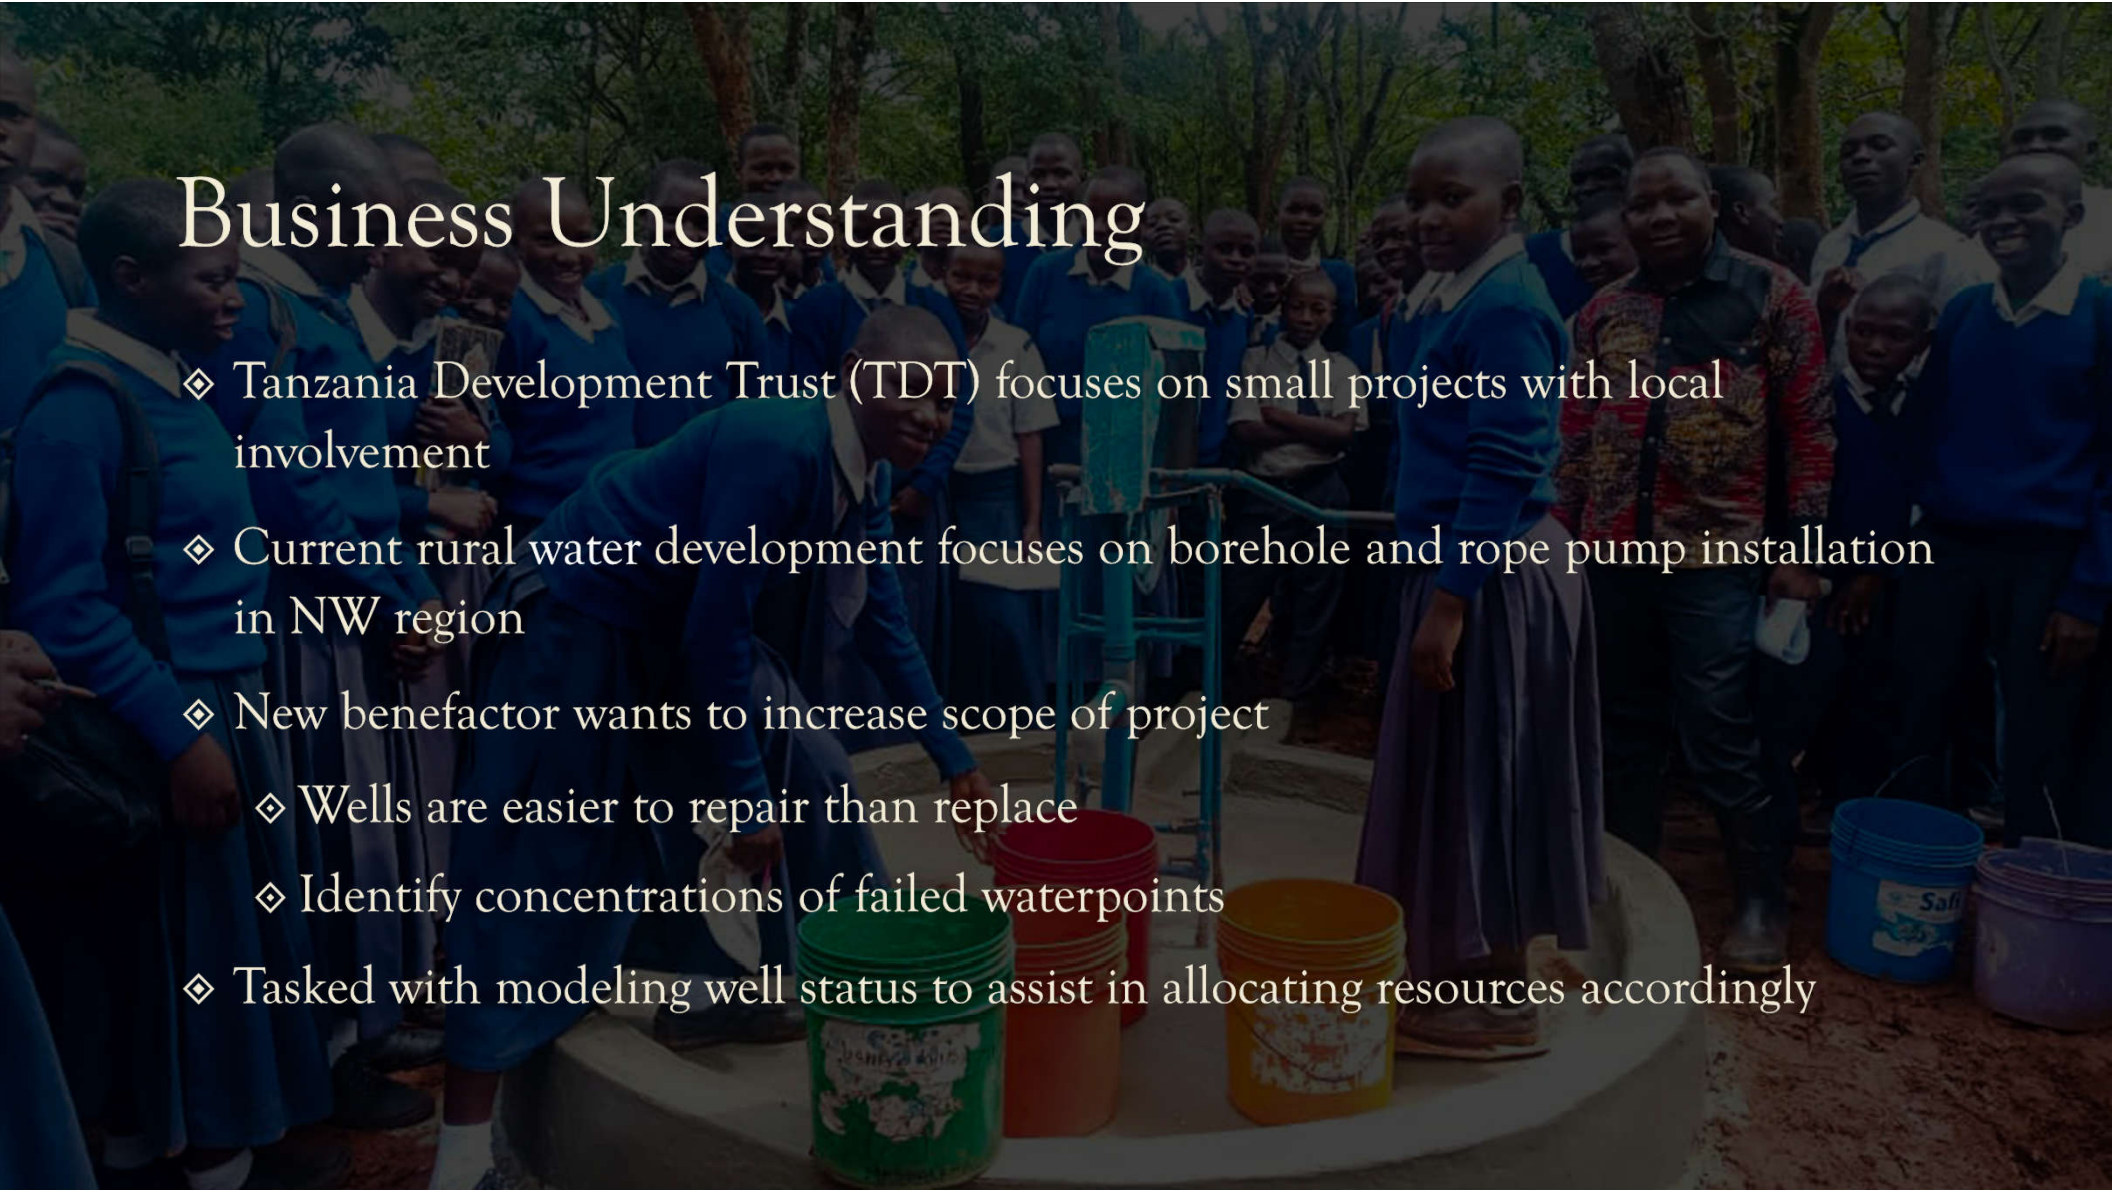 Business Understanding
Tanzania Development Trust (TDT) focuses on small projects with local
involvement
Current rural water development focuses on borehole and rope pump installation
in NW region
New benefactor wants to increase scope of project
Wells are easier to repair than replace
Identify concentrations of failed waterpoints
Tasked with modeling well status to assist in allocating resources accordingly